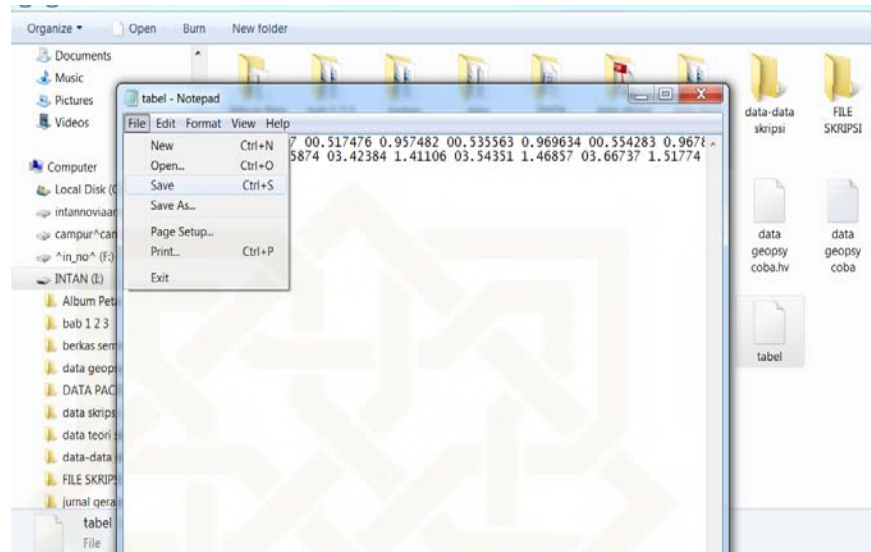 Organize Open Burn New folder
Documents
Music
Pictures
Videos
Computer
Local Disk (
intannoviaar
campur^can
^in_no^ (F:)
INTAN (E)
Album Peta
bab 1 2 3
berkas sem
data geops
DATA PAC
data skrips
data teori
data-data
FILE SKRIPS
jurnal gera
tabel
File
tabel - Notepad
File Edit Format View Help
7 00.517476 0.957482 00.535563 0.969634 00.554283 0.9678
5874 03.42384 1.41106 03.54351 1.46857 03.66737 1.51774
New Ctrl+N
Open... Ctrl+O
Save Ctrl+S
Save As...
Page Setup...
Print... Ctrl+P
Exit
data-data
skripsi
FILE
SKRIPSI
data
geopsy
coba.hv
data
geopsy
coba
tabel